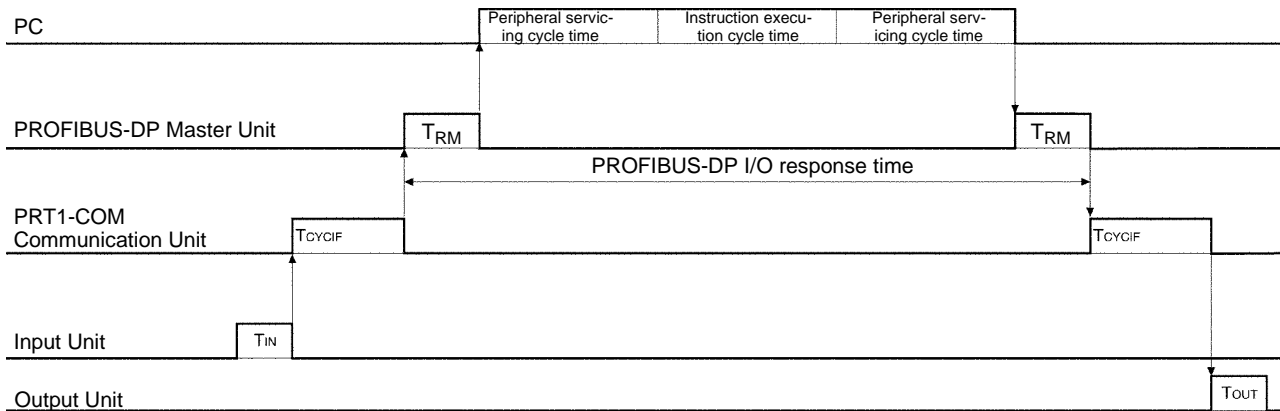 PC
Peripheral servic-
ing cycle time
Instruction execu-
tion cycle time
Peripheral serv-
icing cycle time
PROFIBUS-DP Master Unit
TRM
TRM
PROFIBUS-DP I/O response time
PRT1-COM
Communication Unit
TCYCIF
TCYCIF
Input Unit
TIN
Output Unit
TOUT